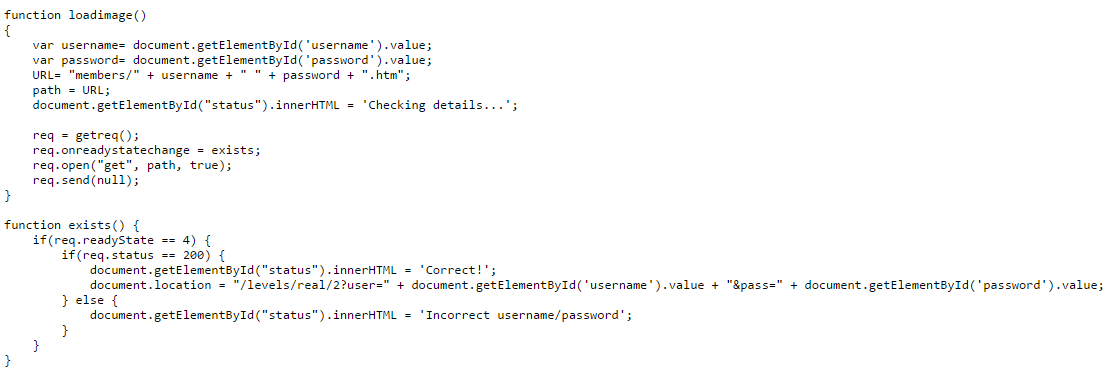 function loadimage()
{
    var username= document.getElementById('username').value;
    var password= document.getElementById('password').value;
    URL= "members/" + username + " " + password + ".htm";
    path = URL;
    document.getElementById("status").innerHTML = 'Checking details...';

    req = getreq();
    req.onreadystatechange = exists;
    req.open("get", path, true);
    req.send(null);
}

function exists() {
    if(req.readyState == 4) {
        if(req.status == 200) {
            document.getElementById("status").innerHTML = 'Correct!';
            document.location = "/levels/real/2?user=" + document.getElementById('username').value + "&pass=" + document.getElementById('password').value;
        } else {
            document.getElementById("status").innerHTML = 'Incorrect username/password';
        }
    }
}